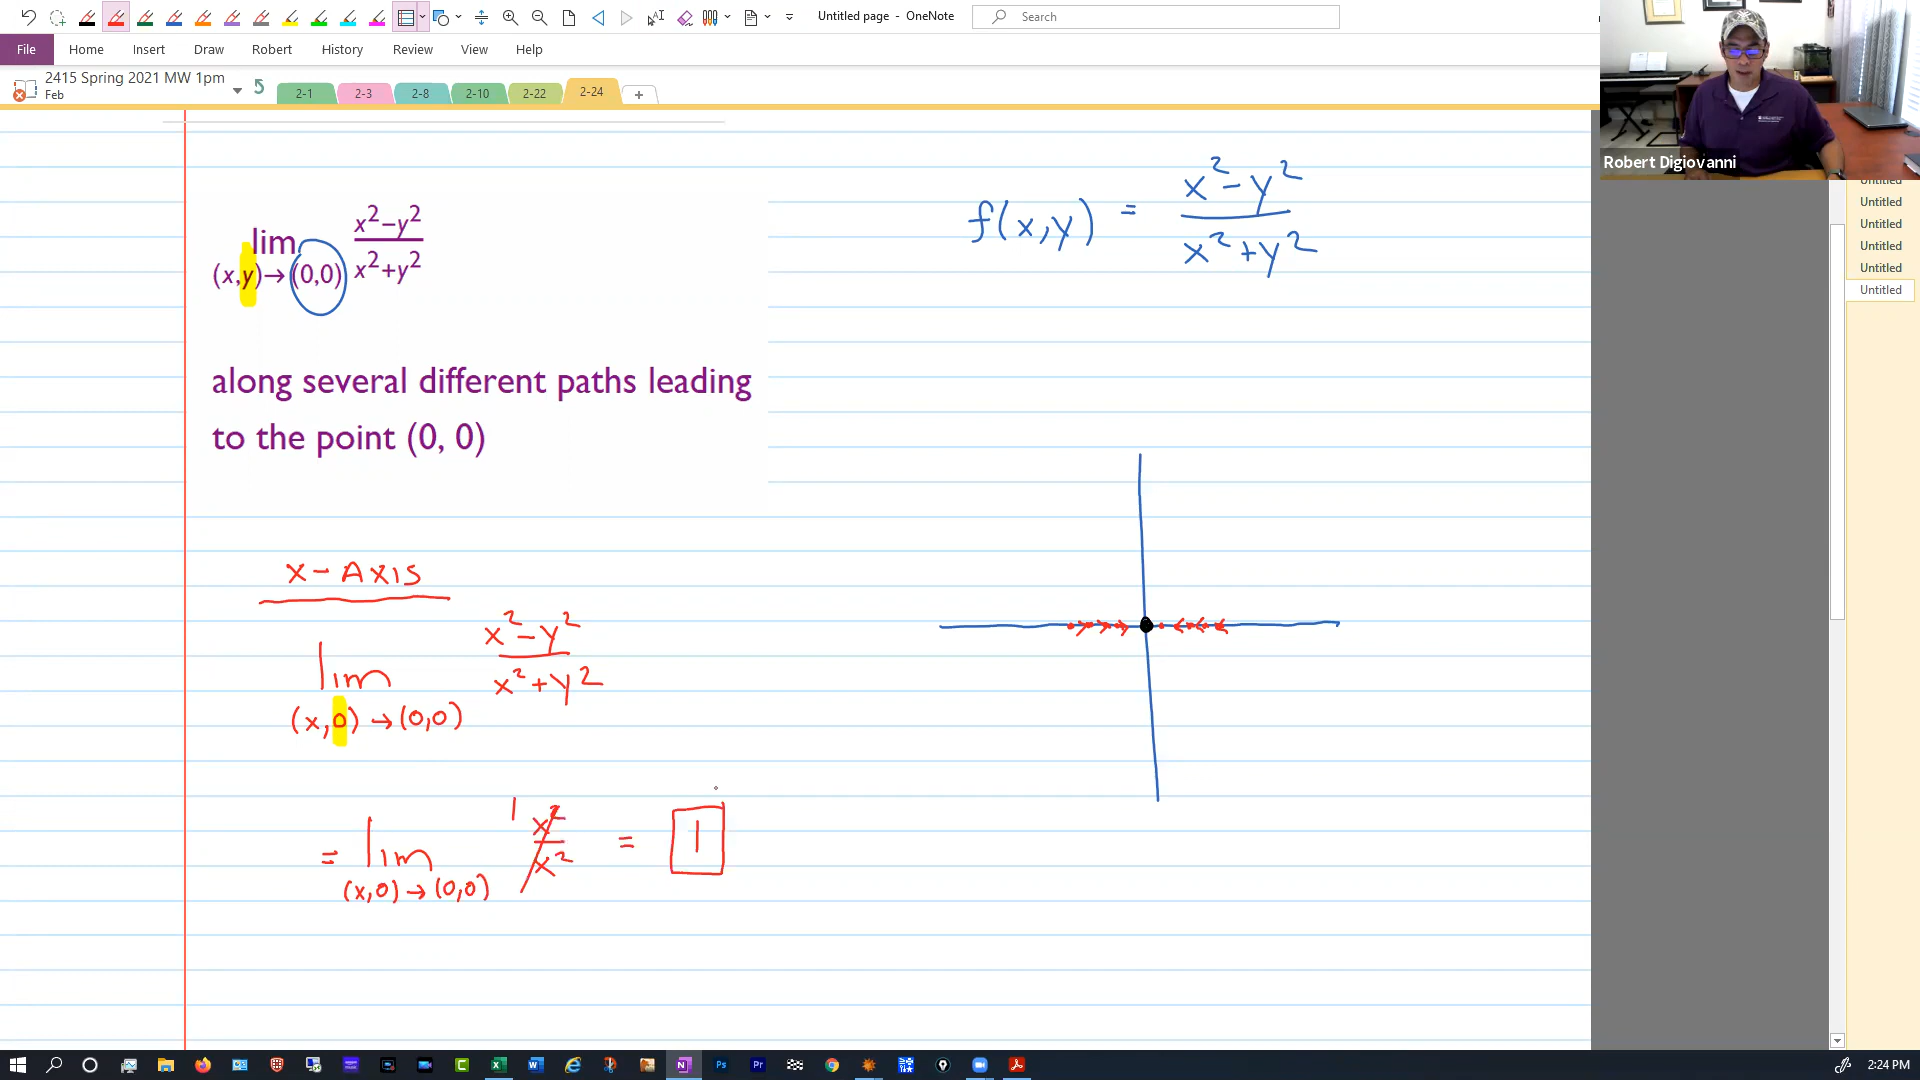 Untitled page - OneNote
Search
File Home Insert Draw Robert History Review View Help
2415 Spring 2021 MW 1pm
Feb
2-1 2-3 2-8 2-10 2-22 2-24 +
Robert Digiovanni
Untitled
Untitled
Untitled
Untitled
Untitled
Untitled
lim (x,y)→(0,0) x²−y² / x²+y²
f(x,y) = x²−y² / x²+y²
along several different paths leading
to the point (0, 0)
X - AXIS
lim (x,0) → (0,0) x²−y² / x²+y²
= lim (x,0) → (0,0) 1 x² / x² = 1
2:24 PM